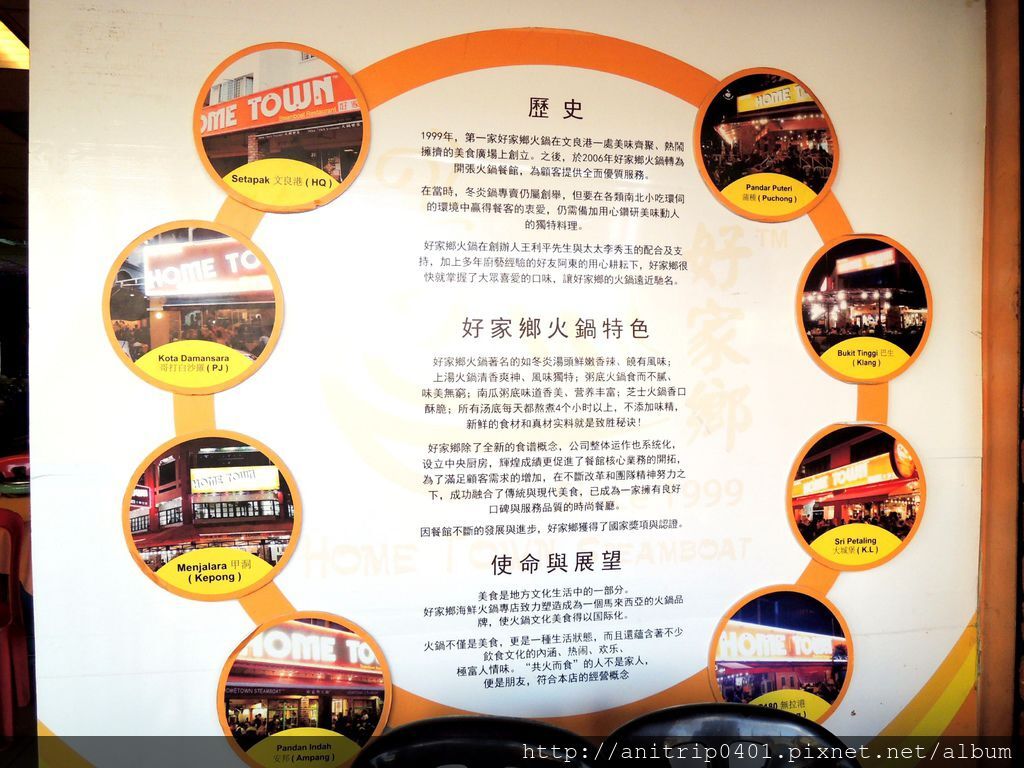 歷史
1999年，第一家好家鄉火鍋在文良港一處美味齊聚、熱鬧
擁擠的美食廣場上創立。之後，於2006年好家鄉火鍋轉為
開張火鍋餐館，為顧客提供全面優質服務。
在當時，冬炎鍋專賣仍屬創舉，但要在各類南北小吃環伺
的環境中贏得餐客的衷愛，仍需備加用心鑽研美味動人
的獨特料理。
好家鄉火鍋在創辦人王利平先生與太太李秀玉的配合及支
持，加上多年廚藝經驗的好友阿東的用心耕耘下，好家鄉很
快就掌握了大眾喜愛的口味，讓好家鄉的火鍋遠近馳名。
好家鄉火鍋特色
好家鄉火鍋著名的如冬炎湯頭鮮嫩香辣、饒有風味；
上湯火鍋清香爽神、風味獨特；粥底火鍋食而不膩、
味美無窮；南瓜粥底味道香美、营养丰富；芝士火鍋香口
酥脆；所有汤底每天都熬煮4个小时以上，不添加味精，
新鲜的食材和真材实料就是致胜秘诀！
好家鄉除了全新的食谱概念，公司整体运作也系统化，
设立中央厨房，輝煌成績更促進了餐館核心業務的開拓，
為了滿足顧客需求的增加，在不斷改革和團隊精神努力之
下，成功融合了傳統與現代美食，已成為一家擁有良好
口碑與服務品質的時尚餐廳。
因餐館不斷的發展與進步，好家鄉獲得了國家獎項與認證。
使命與展望
美食是地方文化生活中的一部分。
好家鄉海鮮火鍋專店致力塑造成為一個馬來西亞的火鍋品
牌，使火鍋文化美食得以国际化。
火鍋不僅是美食，更是一種生活狀態，而且還蘊含著不少
飲食文化的內涵、热闹、欢乐、
極富人情味。“共火而食”的人不是家人，
便是朋友，符合本店的經營概念
HOME TOWN
Steamboat Restaurant
Setapak 文良港 ( HQ )
HOME TO
Kota Damansara
哥打白沙羅 ( PJ )
HOME TOWN
Menjalara 甲洞
( Kepong )
HOME TO
HOMETOWN STEAMBOAT
Pandan Indah
安邦 ( Ampang )
HOME TOWN
Pandar Puteri
蒲種 ( Puchong )
Bukit Tinggi 巴生
( Klang )
HOME TOWN
Sri Petaling
大城堡 ( K.L )
HOME TOWN
無拉港
好家鄉
TM
1999
HOME TOWN STEAMBOAT
http://anitrip0401.pixnet.net/album